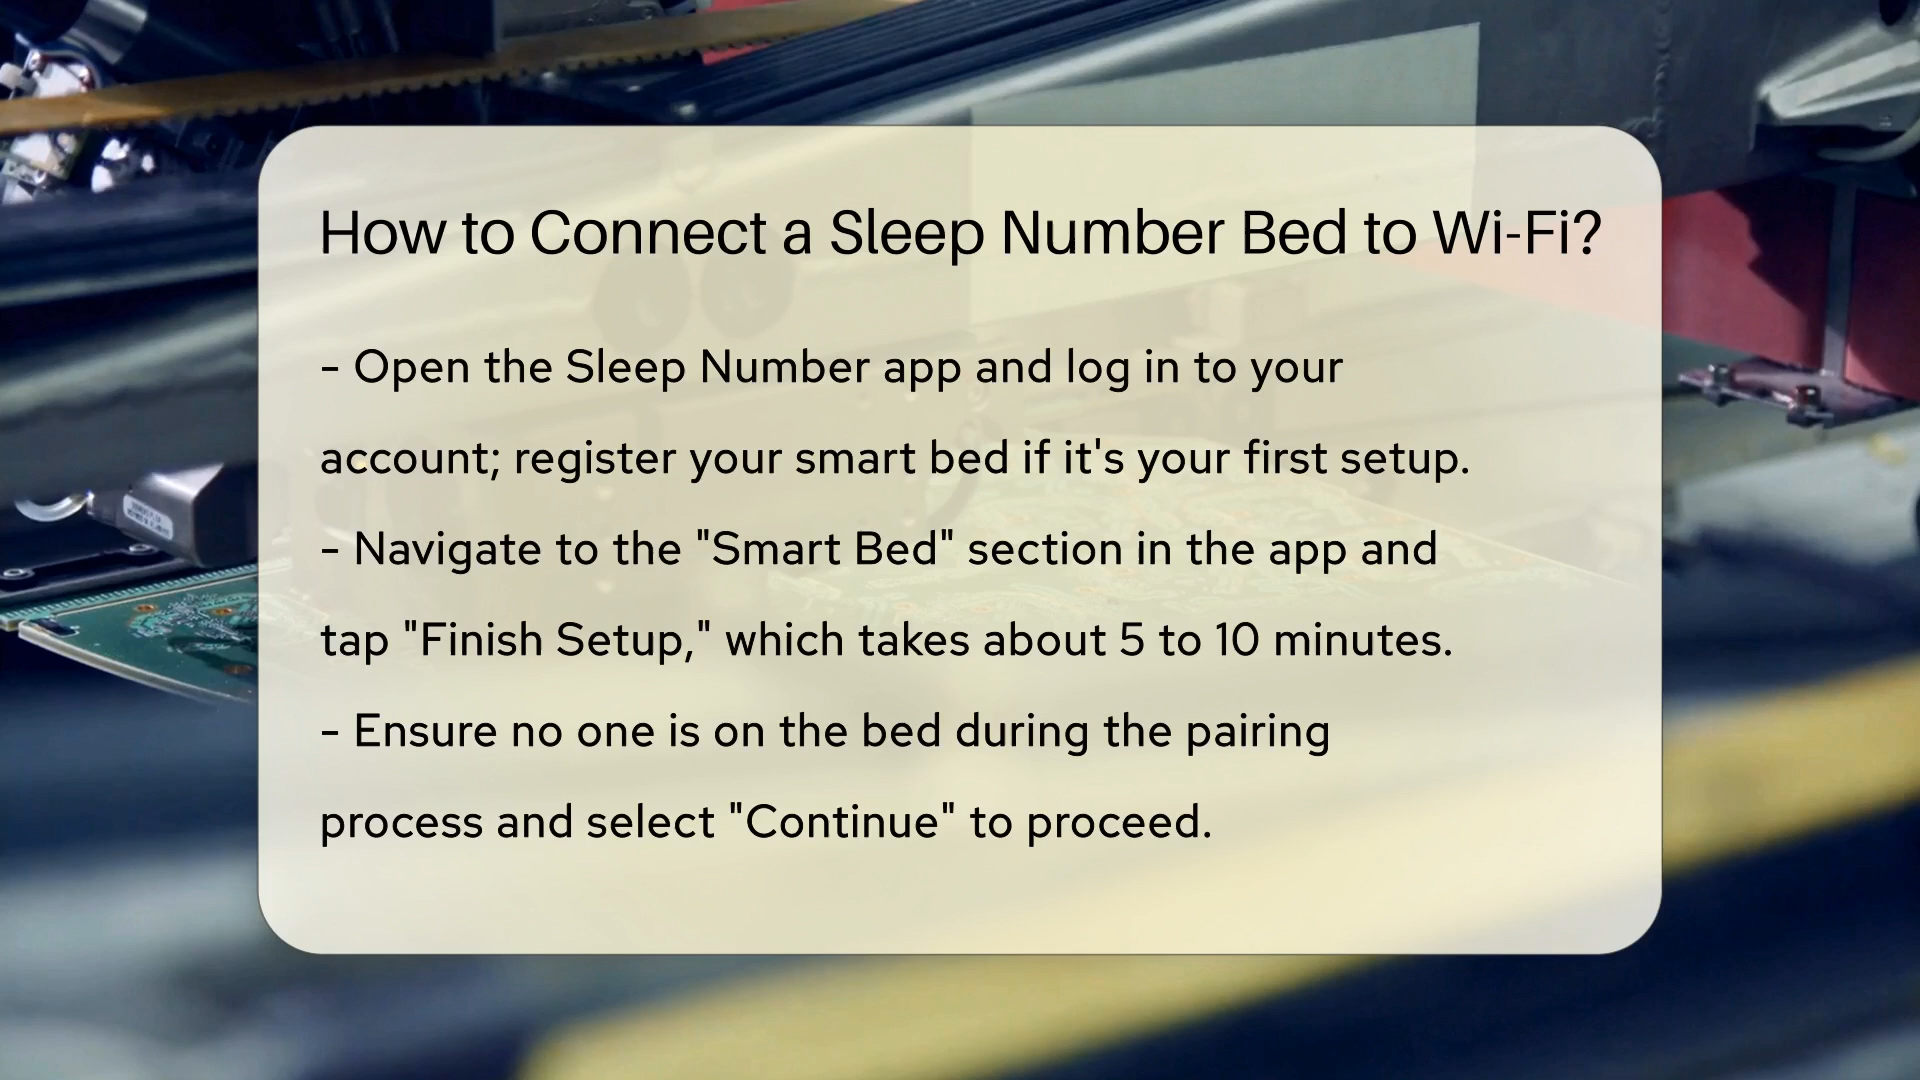 How to Connect a Sleep Number Bed to Wi-Fi?
- Open the Sleep Number app and log in to your
account; register your smart bed if it's your first setup.
- Navigate to the "Smart Bed" section in the app and
tap "Finish Setup," which takes about 5 to 10 minutes.
- Ensure no one is on the bed during the pairing
process and select "Continue" to proceed.